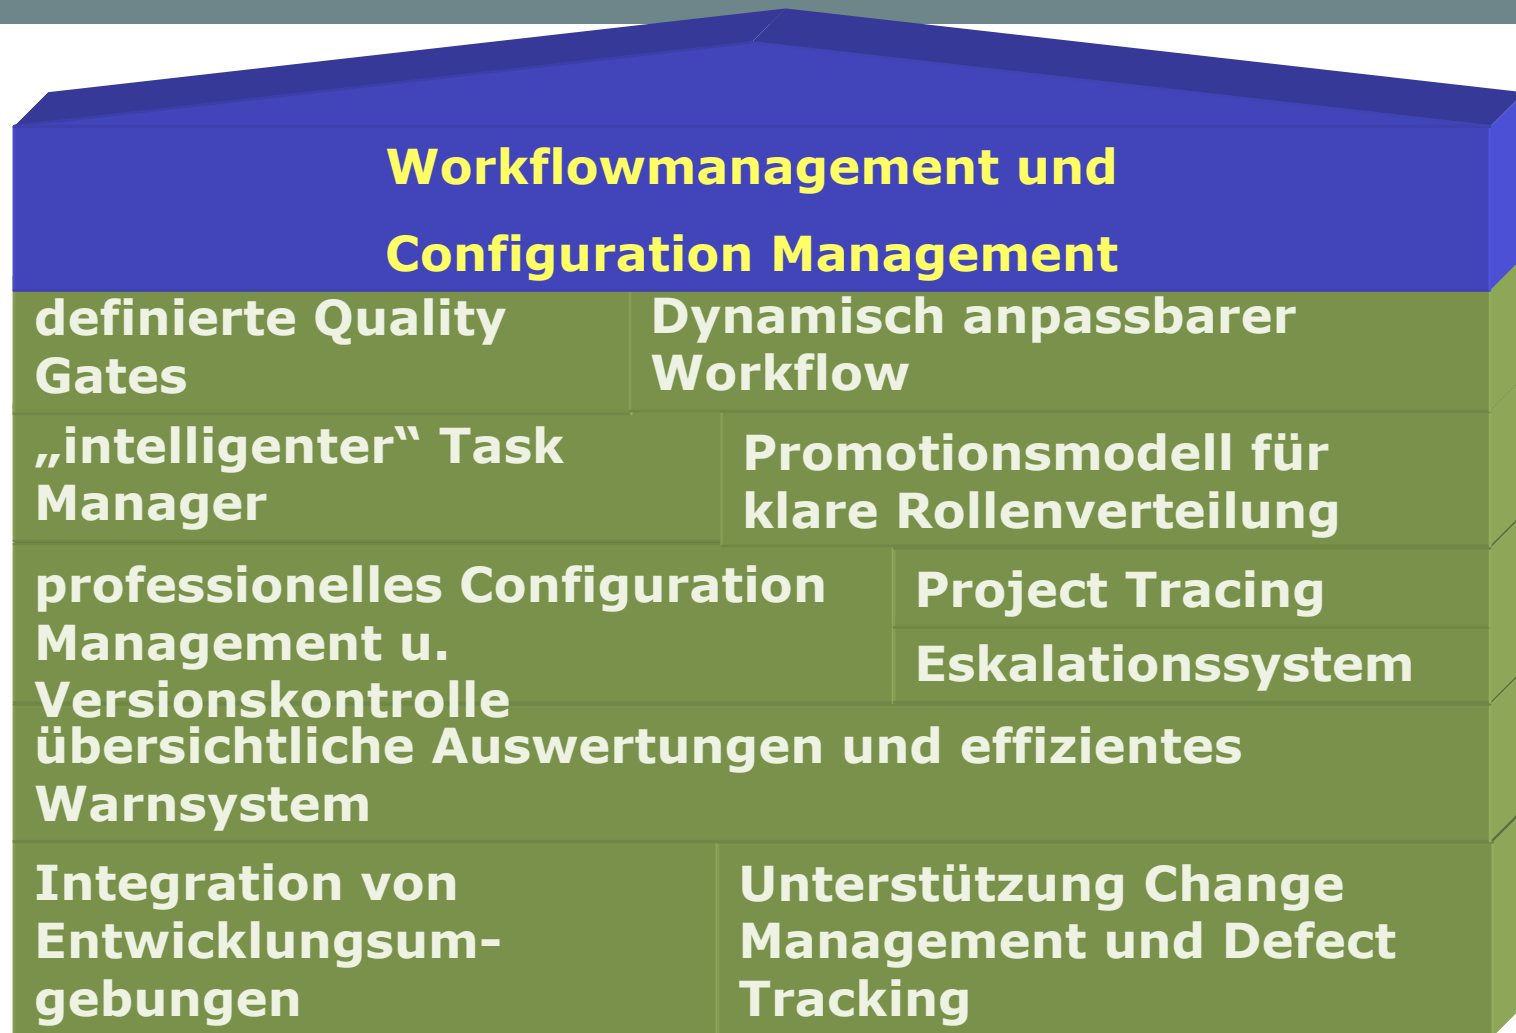 Workflowmanagement und
Configuration Management
definierte Quality
Gates
Dynamisch anpassbarer
Workflow
„intelligenter“ Task
Manager
Promotionsmodell für
klare Rollenverteilung
professionelles Configuration
Management u.
Versionskontrolle
Project Tracing
Eskalationssystem
übersichtliche Auswertungen und effizientes
Warnsystem
Integration von
Entwicklungsum-
gebungen
Unterstützung Change
Management und Defect
Tracking